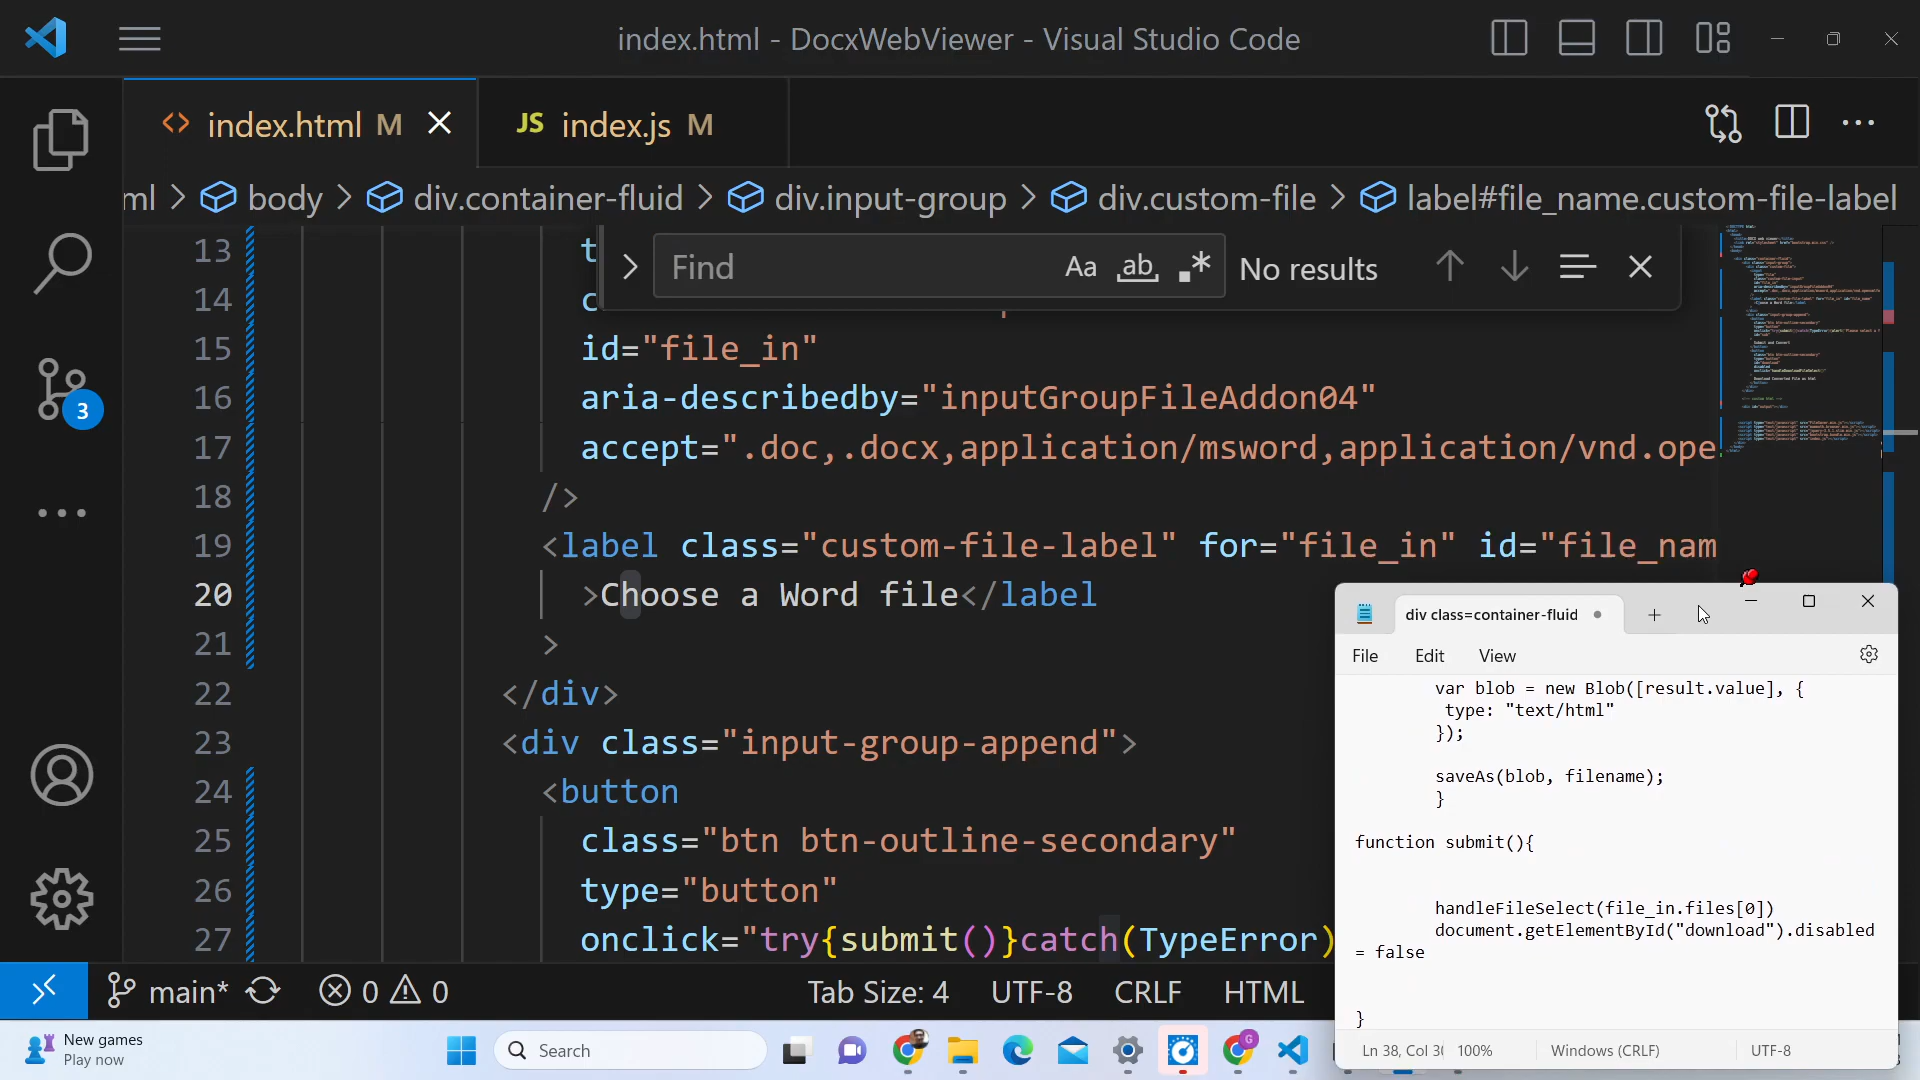 index.html - DocxWebViewer - Visual Studio Code
index.html M
JS index.js M
ml > body > div.container-fluid > div.input-group > div.custom-file > label#file_name.custom-file-label
Find
Aa
ab
.*
No results
13 t
14 c
15 id="file_in"
16 aria-describedby="inputGroupFileAddon04"
17 accept=".doc,.docx,application/msword,application/vnd.ope
18 />
19 <label class="custom-file-label" for="file_in" id="file_nam
20 >Choose a Word file</label
21 >
22 </div>
23 <div class="input-group-append">
24 <button
25 class="btn btn-outline-secondary"
26 type="button"
27 onclick="try{submit()}catch(TypeError)
3
main*
0 0
Tab Size: 4
UTF-8
CRLF
HTML
div class=container-fluid
File
Edit
View
var blob = new Blob([result.value], {
type: "text/html"
});
saveAs(blob, filename);
}
function submit(){
handleFileSelect(file_in.files[0])
document.getElementById("download").disabled
= false
}
Ln 38, Col
100%
Windows (CRLF)
UTF-8
New games
Play now
Search
G